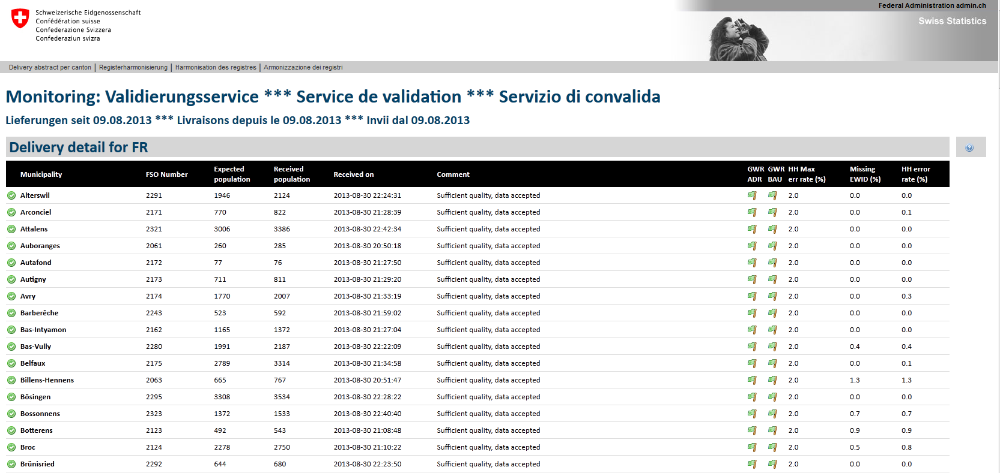 Schweizerische Eidgenossenschaft
Confédération suisse
Confederazione Svizzera
Confederaziun svizra
Federal Administration admin.ch
Swiss Statistics
Delivery abstract per canton | Registerharmonisierung | Harmonisation des registres | Armonizzazione dei registri
Monitoring: Validierungsservice *** Service de validation *** Servizio di convalida
Lieferungen seit 09.08.2013 *** Livraisons depuis le 09.08.2013 *** Invii dal 09.08.2013
Delivery detail for FR
Municipality FSO Number Expected population Received population Received on Comment GWR ADR GWR BAU HH Max err rate (%) Missing EWID (%) HH error rate (%)
Alterswil 2291 1946 2124 2013-08-30 22:24:31 Sufficient quality, data accepted 2.0 0.0 0.0
Arconciel 2171 770 822 2013-08-30 21:28:39 Sufficient quality, data accepted 2.0 0.0 0.1
Attalens 2321 3006 3386 2013-08-30 22:42:34 Sufficient quality, data accepted 2.0 0.0 0.0
Auboranges 2061 260 285 2013-08-30 20:50:18 Sufficient quality, data accepted 2.0 0.0 0.0
Autafond 2172 77 76 2013-08-30 21:27:50 Sufficient quality, data accepted 2.0 0.0 0.0
Autigny 2173 711 811 2013-08-30 21:29:20 Sufficient quality, data accepted 2.0 0.0 0.0
Avry 2174 1770 2007 2013-08-30 21:33:19 Sufficient quality, data accepted 2.0 0.0 0.3
Barberêche 2243 523 592 2013-08-30 21:59:02 Sufficient quality, data accepted 2.0 0.0 0.0
Bas-Intyamon 2162 1165 1372 2013-08-30 21:27:04 Sufficient quality, data accepted 2.0 0.0 0.0
Bas-Vully 2280 1991 2187 2013-08-30 22:22:09 Sufficient quality, data accepted 2.0 0.4 0.4
Belfaux 2175 2789 3314 2013-08-30 21:34:58 Sufficient quality, data accepted 2.0 0.0 0.1
Billens-Hennens 2063 665 767 2013-08-30 20:51:47 Sufficient quality, data accepted 2.0 1.3 1.3
Bösingen 2295 3308 3534 2013-08-30 22:28:22 Sufficient quality, data accepted 2.0 0.0 0.0
Bossonnens 2323 1372 1533 2013-08-30 22:40:40 Sufficient quality, data accepted 2.0 0.7 0.7
Botterens 2123 492 543 2013-08-30 21:08:48 Sufficient quality, data accepted 2.0 0.9 0.9
Broc 2124 2278 2750 2013-08-30 21:10:22 Sufficient quality, data accepted 2.0 0.5 0.8
Brünisried 2292 644 680 2013-08-30 22:23:50 Sufficient quality, data accepted 2.0 0.0 0.0